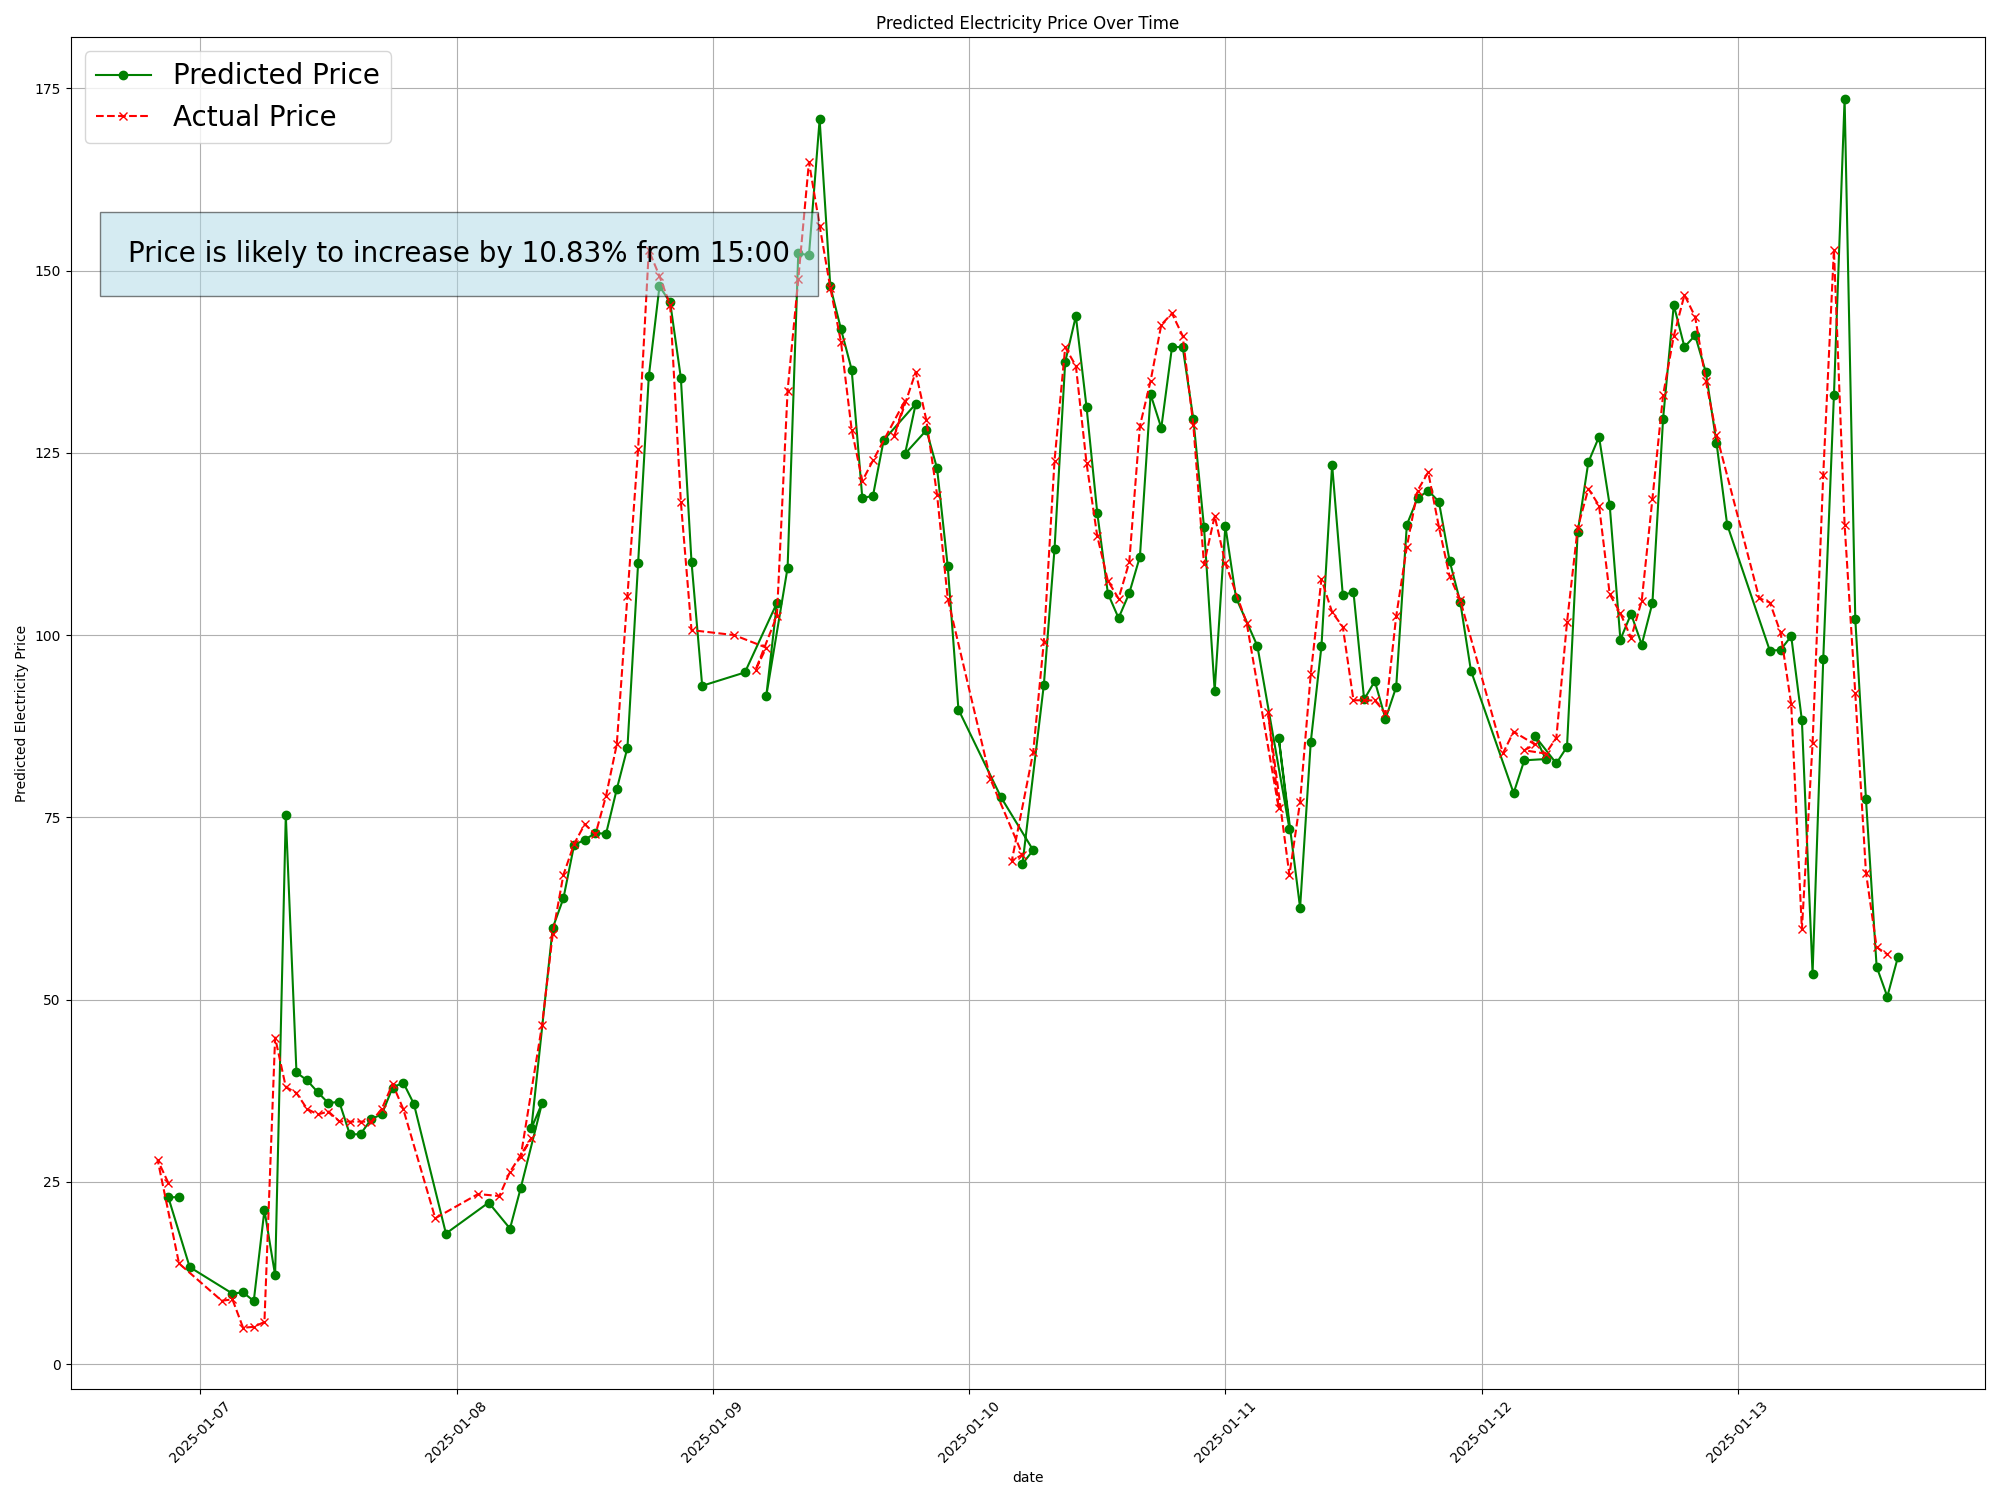 Predicted Electricity Price Over Time
Predicted Price
Actual Price
Price is likely to increase by 10.83% from 15:00
Predicted Electricity Price
175
150
125
100
75
50
25
0
2025-01-07
2025-01-08
2025-01-09
2025-01-10
2025-01-11
2025-01-12
2025-01-13
date